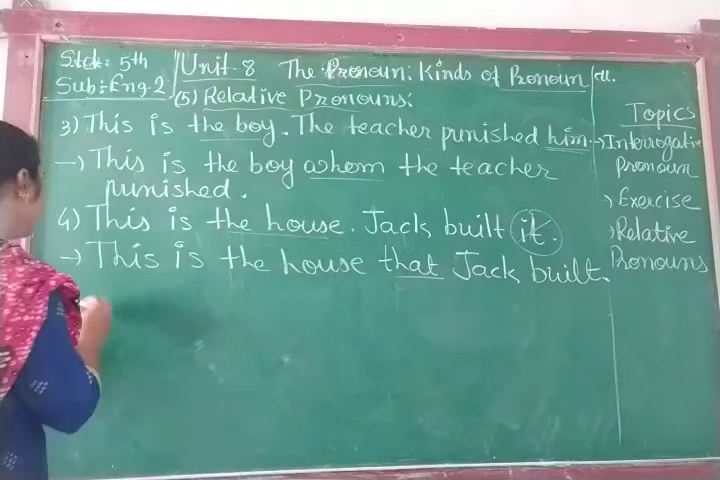 Std: 5th
Sub: Eng-2
Unit-8 The Pronoun: Kinds of Pronoun
(5) Relative Pronouns:
3) This is the boy. The teacher punished him.
→ This is the boy whom the teacher
punished.
4) This is the house. Jack built it.
→ This is the house that Jack built.
Topics
→ Interrogative
Pronoun
→ Exercise
→ Relative
Pronouns